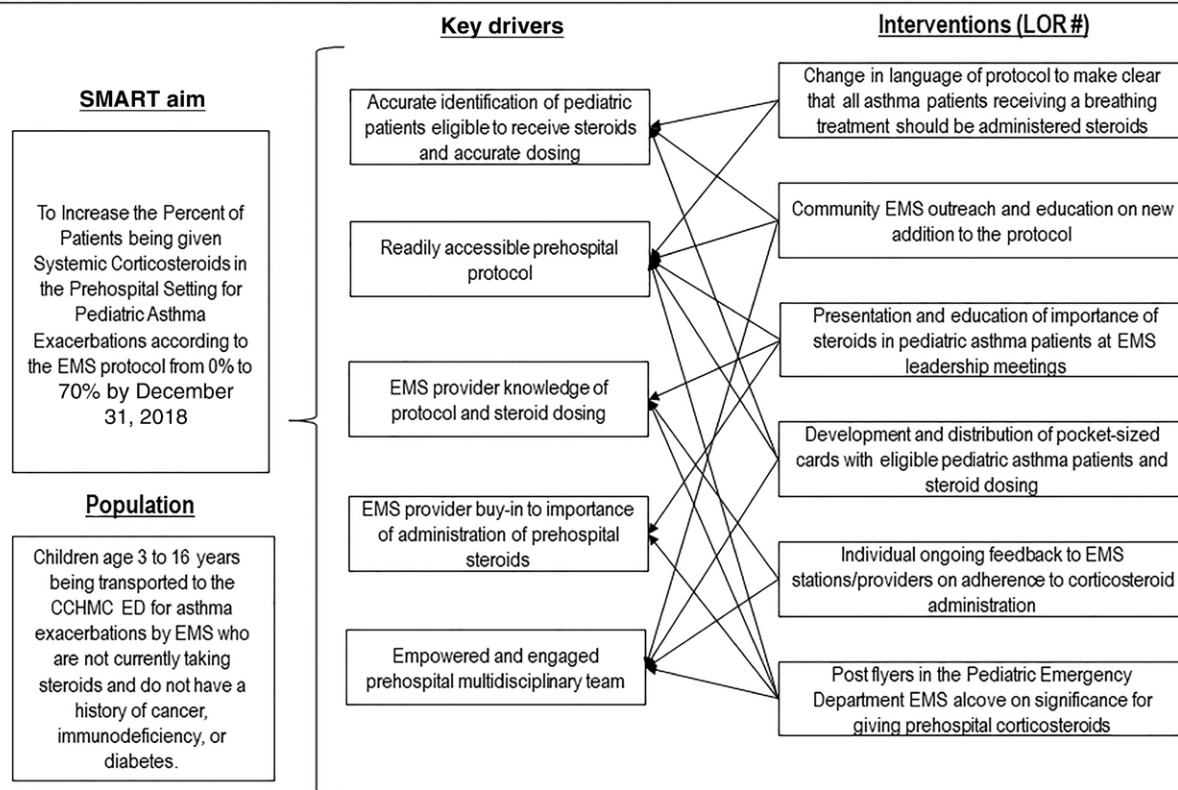 SMART aim
To Increase the Percent of
Patients being given
Systemic Corticosteroids in
the Prehospital Setting for
Pediatric Asthma
Exacerbations according to
the EMS protocol from 0% to
70% by December
31, 2018
Population
Children age 3 to 16 years
being transported to the
CCHMC ED for asthma
exacerbations by EMS who
are not currently taking
steroids and do not have a
history of cancer,
immunodeficiency, or
diabetes.
Key drivers
Accurate identification of pediatric
patients eligible to receive steroids
and accurate dosing
Readily accessible prehospital
protocol
EMS provider knowledge of
protocol and steroid dosing
EMS provider buy-in to importance
of administration of prehospital
steroids
Empowered and engaged
prehospital multidisciplinary team
Interventions (LOR #)
Change in language of protocol to make clear
that all asthma patients receiving a breathing
treatment should be administered steroids
Community EMS outreach and education on new
addition to the protocol
Presentation and education of importance of
steroids in pediatric asthma patients at EMS
leadership meetings
Development and distribution of pocket-sized
cards with eligible pediatric asthma patients and
steroid dosing
Individual ongoing feedback to EMS
stations/providers on adherence to corticosteroid
administration
Post flyers in the Pediatric Emergency
Department EMS alcove on significance for
giving prehospital corticosteroids